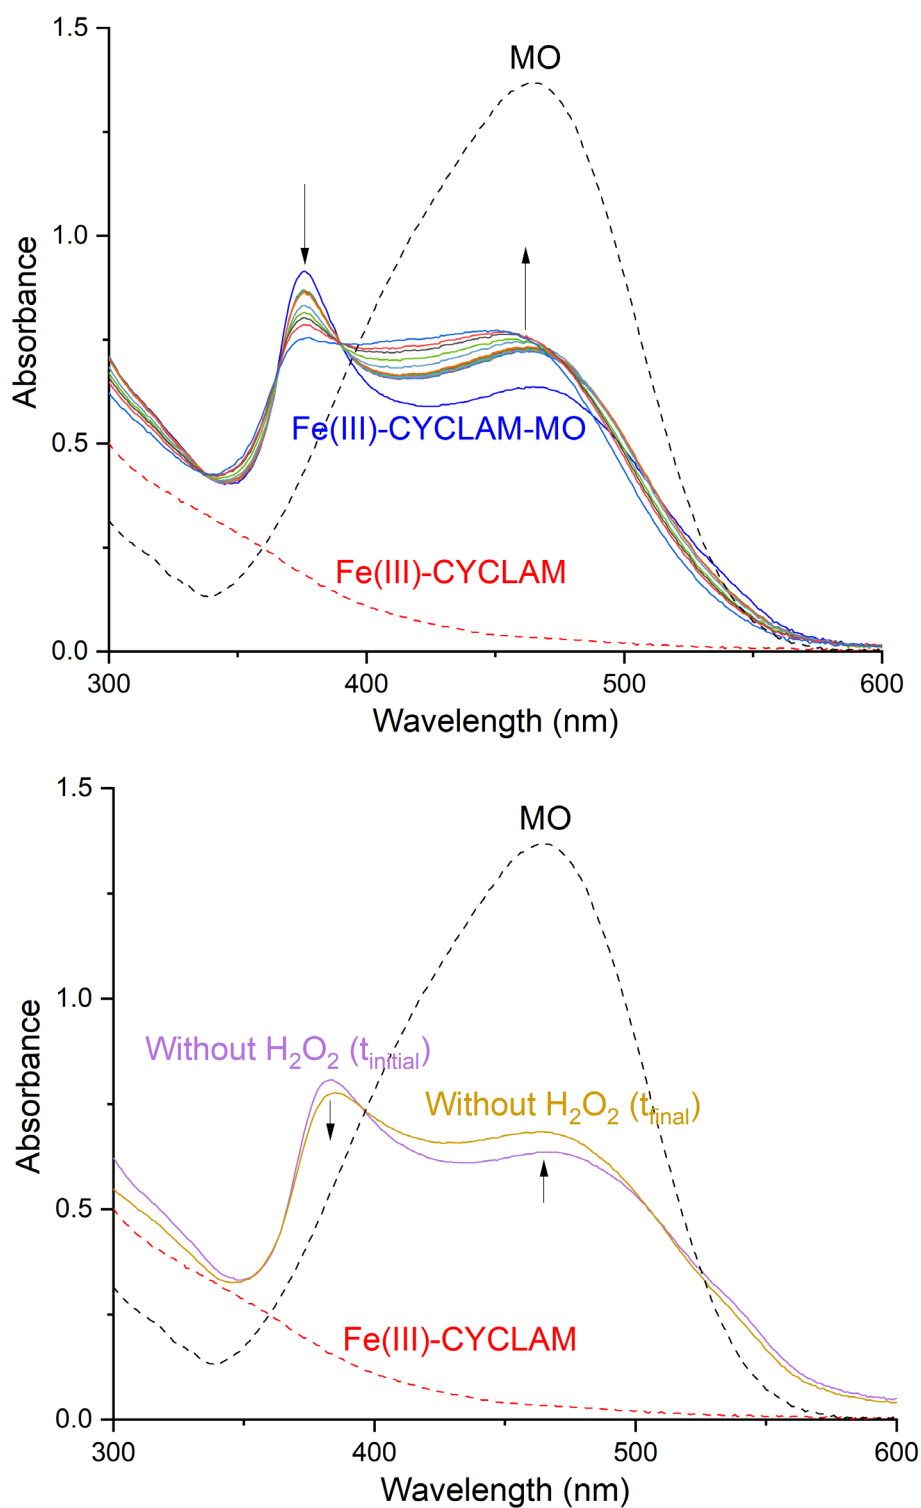 1.5
MO
1.0
Absorbance
Fe(III)-CYCLAM-MO
0.5
Fe(III)-CYCLAM
0.0
300 400 500 600
Wavelength (nm)
1.5
MO
1.0
Absorbance
Without H₂O₂ (t_initial)
Without H₂O₂ (t_final)
0.5
Fe(III)-CYCLAM
0.0
300 400 500 600
Wavelength (nm)